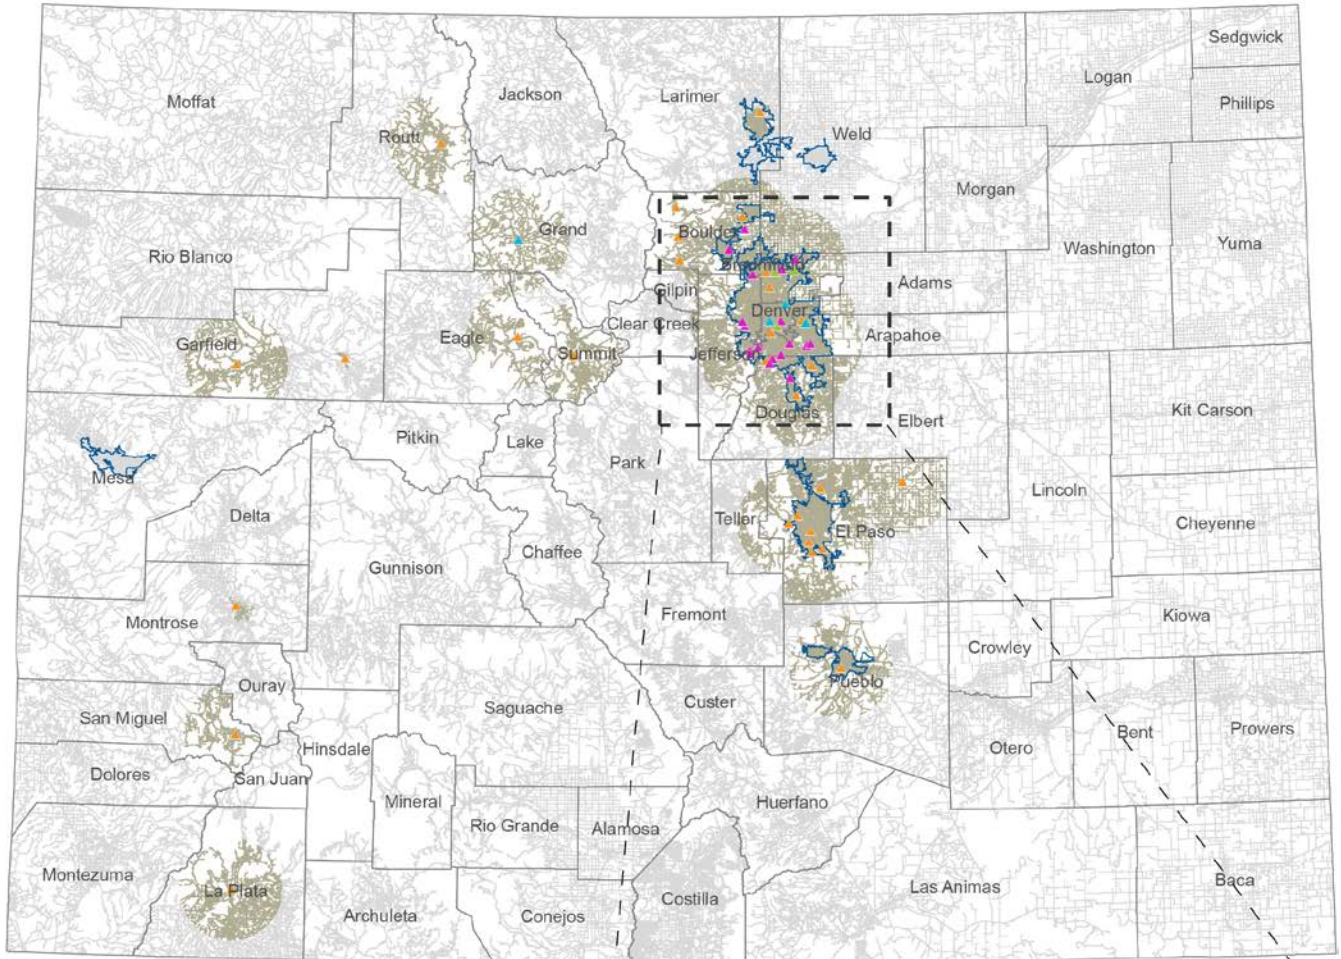 Sedgwick
Logan
Jackson
Larimer
Moffat
Phillips
Routt
Weld
Morgan
Grand
Boulder
Washington
Yuma
Rio Blanco
Broomfield
Adams
Gilpin
Denver
Clear Creek
Arapahoe
Eagle
Garfield
Summit
Jefferson
Kit Carson
Douglas
Elbert
Pitkin
Lake
Park
Mesa
Lincoln
Delta
Teller
Cheyenne
El Paso
Chaffee
Gunnison
Fremont
Kiowa
Montrose
Crowley
Pueblo
Ouray
Custer
Saguache
San Miguel
Prowers
Bent
Hinsdale
Otero
Dolores
San Juan
Mineral
Huerfano
Rio Grande
Alamosa
Montezuma
Baca
Las Animas
La Plata
Costilla
Archuleta
Conejos